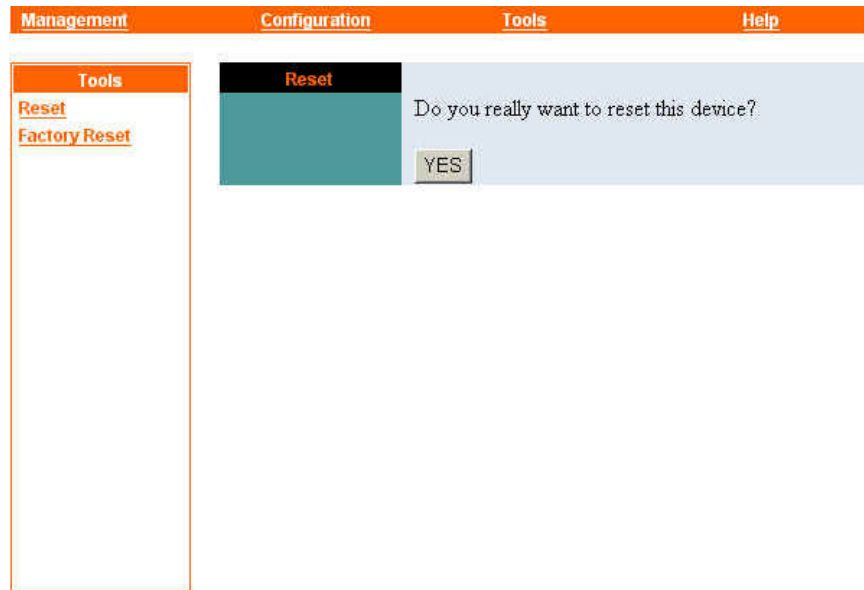 Management Configuration Tools Help
Tools
Reset
Factory Reset
Reset
Do you really want to reset this device?
YES